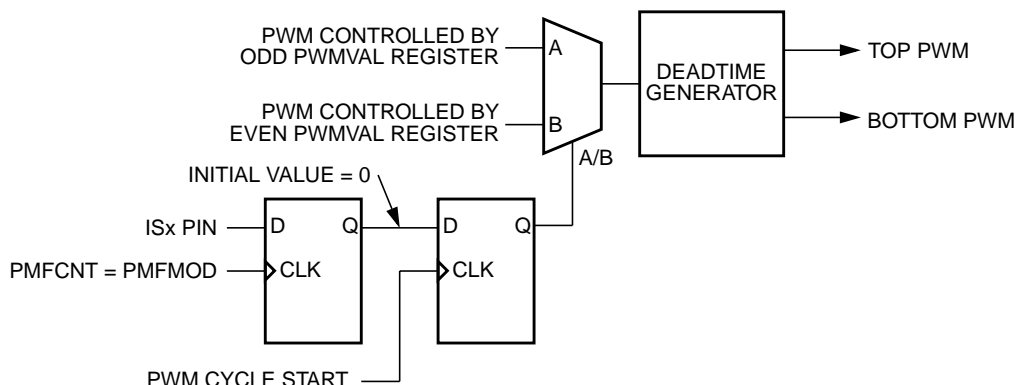 PWM CONTROLLED BY
ODD PWMVAL REGISTER
A
DEADTIME
GENERATOR
TOP PWM
PWM CONTROLLED BY
EVEN PWMVAL REGISTER
B
BOTTOM PWM
A/B
INITIAL VALUE = 0
ISx PIN
D
Q
D
Q
PMFCNT = PMFMOD
CLK
CLK
PWM CYCLE START